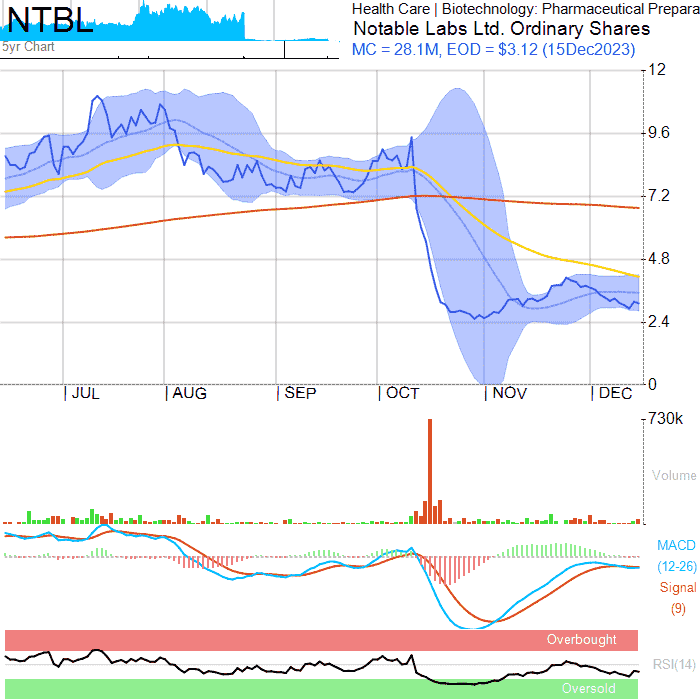 NTBL
5yr Chart
Health Care | Biotechnology: Pharmaceutical Prepara
Notable Labs Ltd. Ordinary Shares
MC = 28.1M, EOD = $3.12 (15Dec2023)
12
9.6
7.2
4.8
2.4
0
JUL AUG SEP OCT NOV DEC
730k
Volume
MACD
(12-26)
Signal
(9)
Overbought
RSI(14)
Oversold